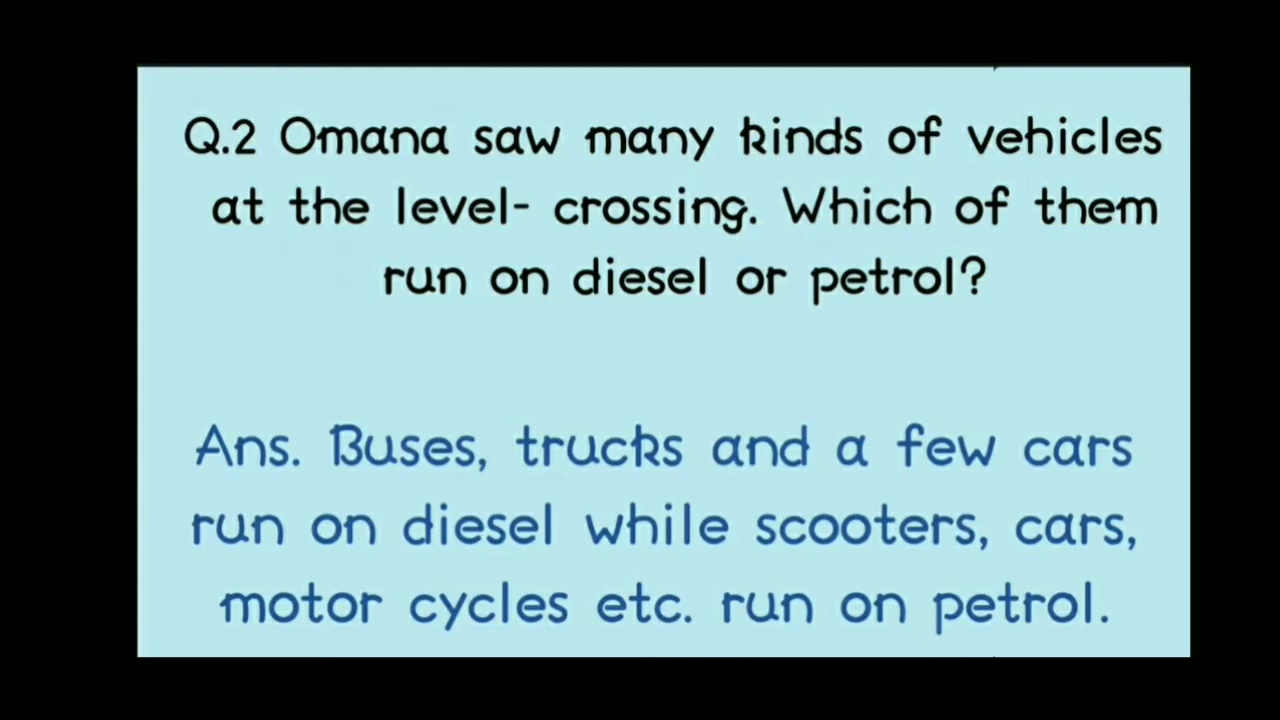 Q.2 Omana saw many kinds of vehicles
at the level- crossing. Which of them
run on diesel or petrol?
Ans. Buses, trucks and a few cars
run on diesel while scooters, cars,
motor cycles etc. run on petrol.